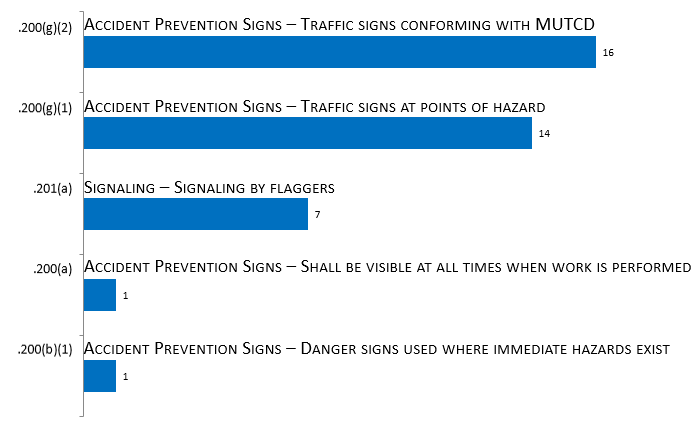 .200(g)(2) Accident Prevention Signs – Traffic signs conforming with MUTCD
16
.200(g)(1) Accident Prevention Signs – Traffic signs at points of hazard
14
.201(a) Signaling – Signaling by flaggers
7
.200(a) Accident Prevention Signs – Shall be visible at all times when work is performed
1
.200(b)(1) Accident Prevention Signs – Danger signs used where immediate hazards exist
1